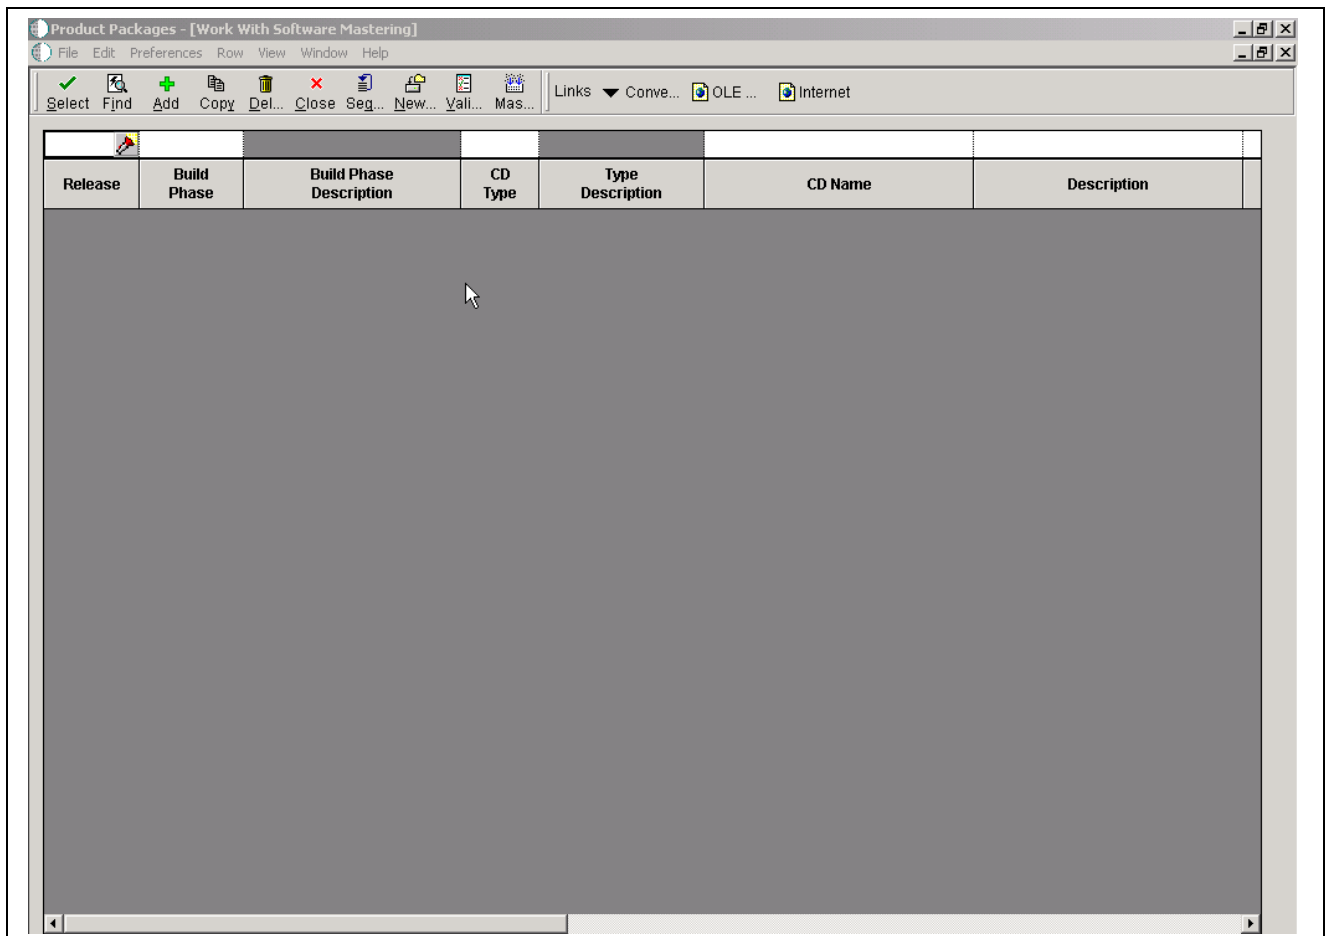 Product Packages - [Work With Software Mastering]
File Edit Preferences Row View Window Help
Select Find Add Copy Del... Close Seg... New... Vali... Mas... Links Conve... OLE ... Internet
Release Build Phase Build Phase Description CD Type Type Description CD Name Description